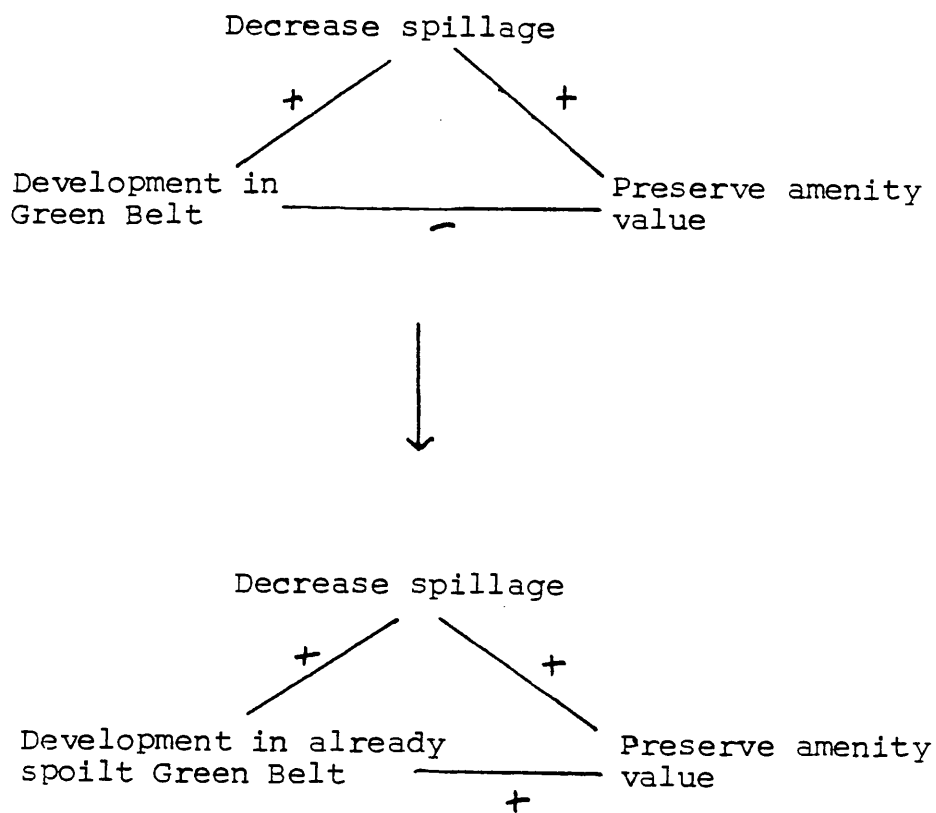 Decrease spillage
+ +
Development in
Green Belt
Preserve amenity
value
-
Decrease spillage
+ +
Development in already
spoilt Green Belt
Preserve amenity
value
+